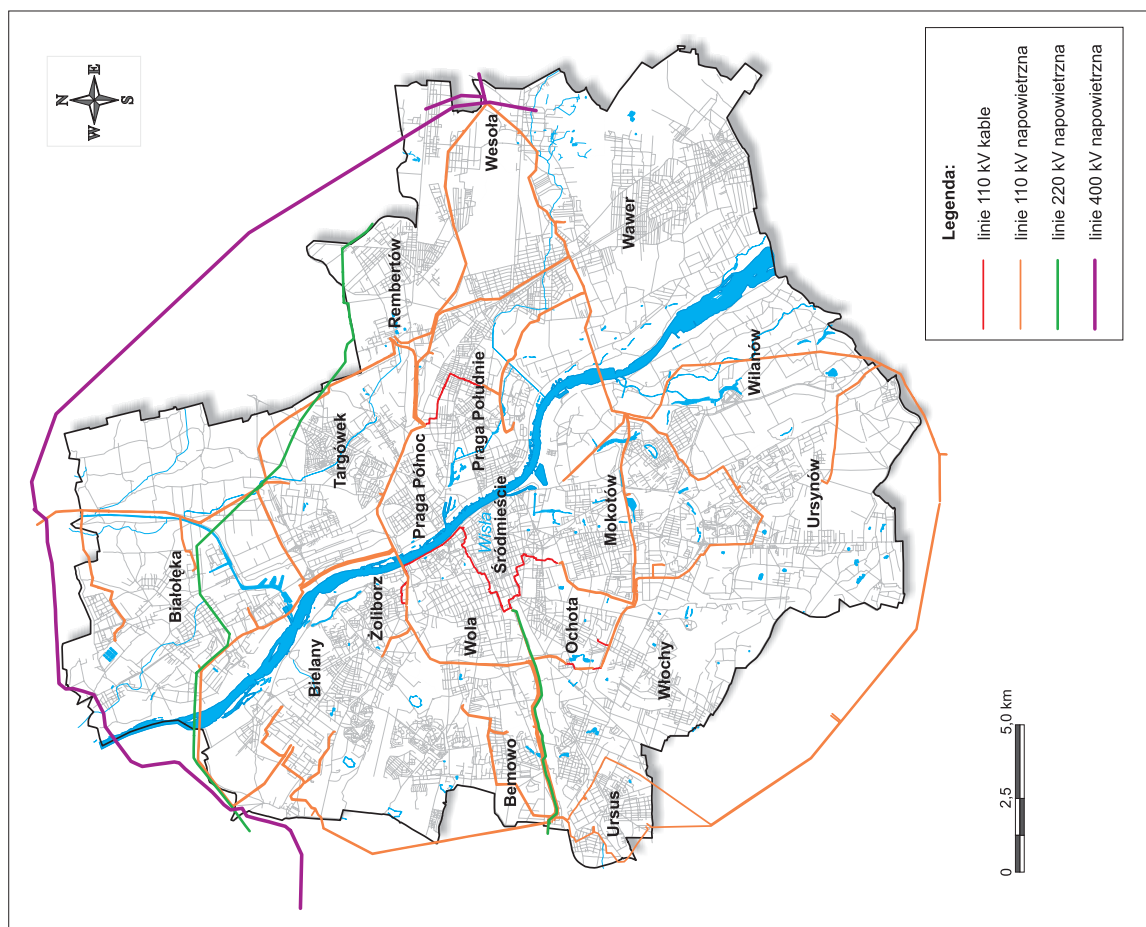 N
W
E
S
Białołęka
Targówek
Rembertów
Wesoła
Bielany
Żoliborz
Praga Północ
Praga Południe
Wawer
Wisła
Śródmieście
Bemowo
Wola
Ochota
Mokotów
Wilanów
Ursus
Włochy
Ursynów
Legenda:
linie 110 kV kable
linie 110 kV napowietrzna
linie 220 kV napowietrzna
linie 400 kV napowietrzna
0
2,5
5,0 km